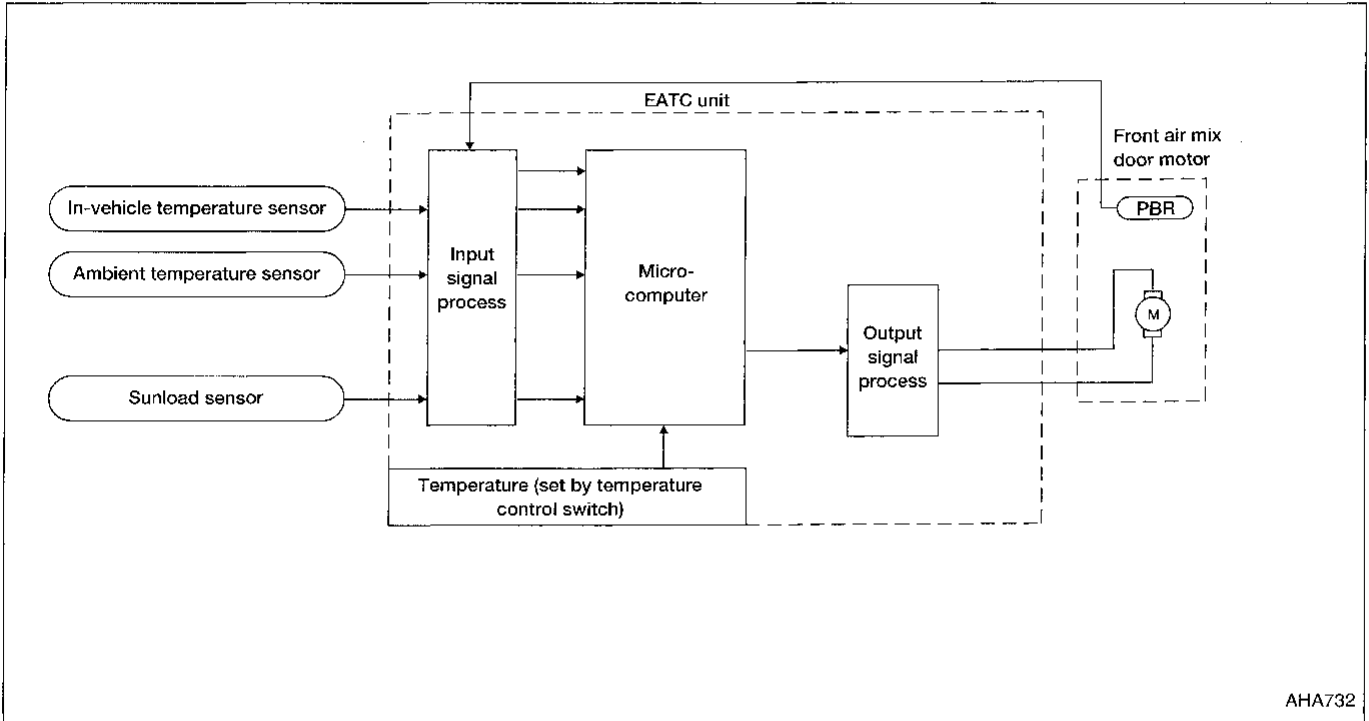 EATC unit
Front air mix
door motor
PBR
In-vehicle temperature sensor
Ambient temperature sensor
Sunload sensor
Input
signal
process
Micro-
computer
Output
signal
process
M
Temperature (set by temperature
control switch)
AHA732